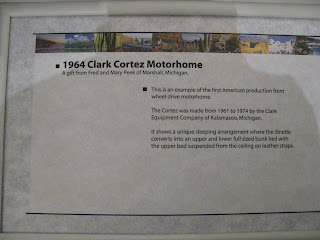 1964 Clark Cortez Motorhome
A gift from Fred and Mary Peek of Marshall, Michigan.
This is an example of the first American production front
wheel drive motorhome.
The Cortez was made from 1961 to 1974 by the Clark
Equipment Company of Kalamazoo, Michigan.
It shows a unique sleeping arrangement where the dinette
converts into an upper and lower full sized bunk bed with
the upper bed suspended from the ceiling on leather straps.